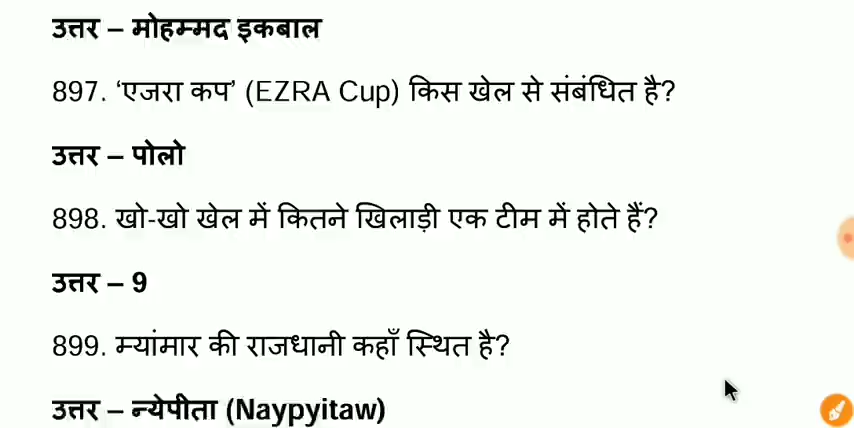 उत्तर – मोहम्मद इकबाल
897. ‘एजरा कप’ (EZRA Cup) किस खेल से संबंधित है?
उत्तर – पोलो
898. खो-खो खेल में कितने खिलाड़ी एक टीम में होते हैं?
उत्तर – 9
899. म्यांमार की राजधानी कहाँ स्थित है?
उत्तर – न्येपीता (Naypyitaw)